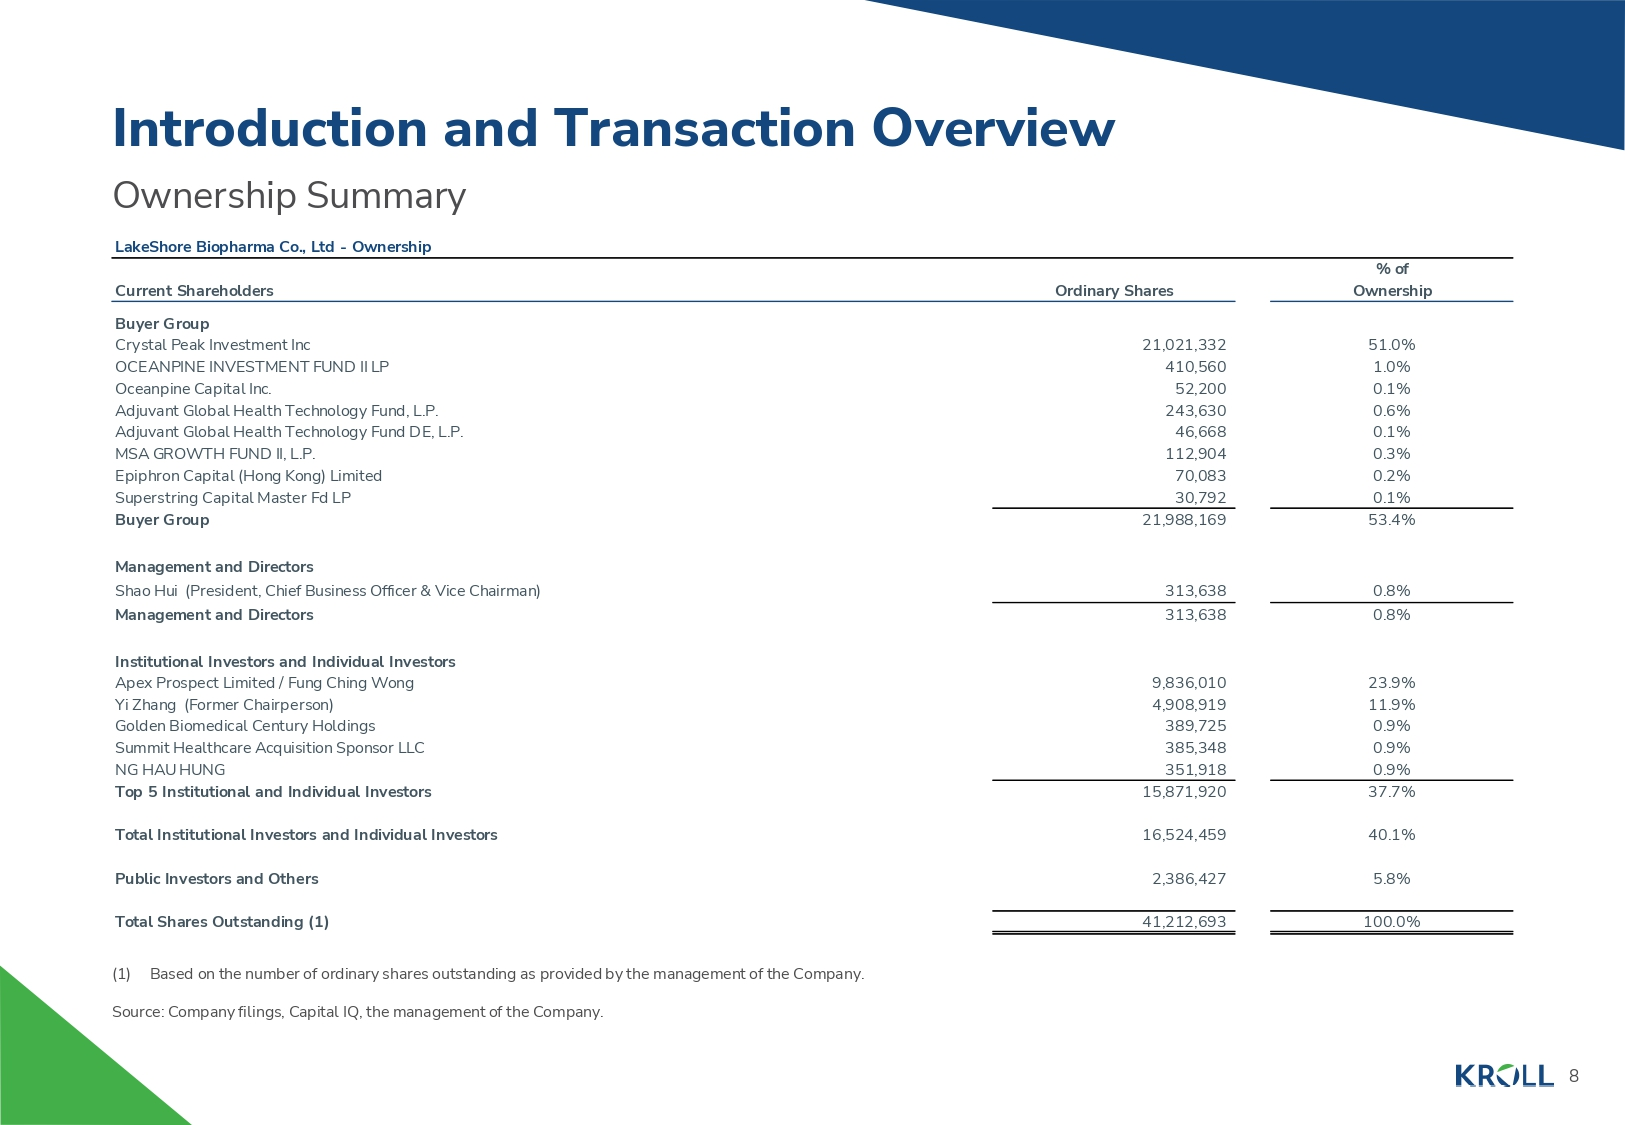 Introduction and Transaction Overview
Ownership Summary
LakeShore Biopharma Co., Ltd - Ownership
% of
Current Shareholders Ordinary Shares Ownership
Buyer Group
Crystal Peak Investment Inc 21,021,332 51.0%
OCEANPINE INVESTMENT FUND II LP 410,560 1.0%
Oceanpine Capital Inc. 52,200 0.1%
Adjuvant Global Health Technology Fund, L.P. 243,630 0.6%
Adjuvant Global Health Technology Fund DE, L.P. 46,668 0.1%
MSA GROWTH FUND II, L.P. 112,904 0.3%
Epiphron Capital (Hong Kong) Limited 70,083 0.2%
Superstring Capital Master Fd LP 30,792 0.1%
Buyer Group 21,988,169 53.4%
Management and Directors
Shao Hui (President, Chief Business Officer & Vice Chairman) 313,638 0.8%
Management and Directors 313,638 0.8%
Institutional Investors and Individual Investors
Apex Prospect Limited / Fung Ching Wong 9,836,010 23.9%
Yi Zhang (Former Chairperson) 4,908,919 11.9%
Golden Biomedical Century Holdings 389,725 0.9%
Summit Healthcare Acquisition Sponsor LLC 385,348 0.9%
NG HAU HUNG 351,918 0.9%
Top 5 Institutional and Individual Investors 15,871,920 37.7%
Total Institutional Investors and Individual Investors 16,524,459 40.1%
Public Investors and Others 2,386,427 5.8%
Total Shares Outstanding (1) 41,212,693 100.0%
(1) Based on the number of ordinary shares outstanding as provided by the management of the Company.
Source: Company filings, Capital IQ, the management of the Company.
KROLL 8